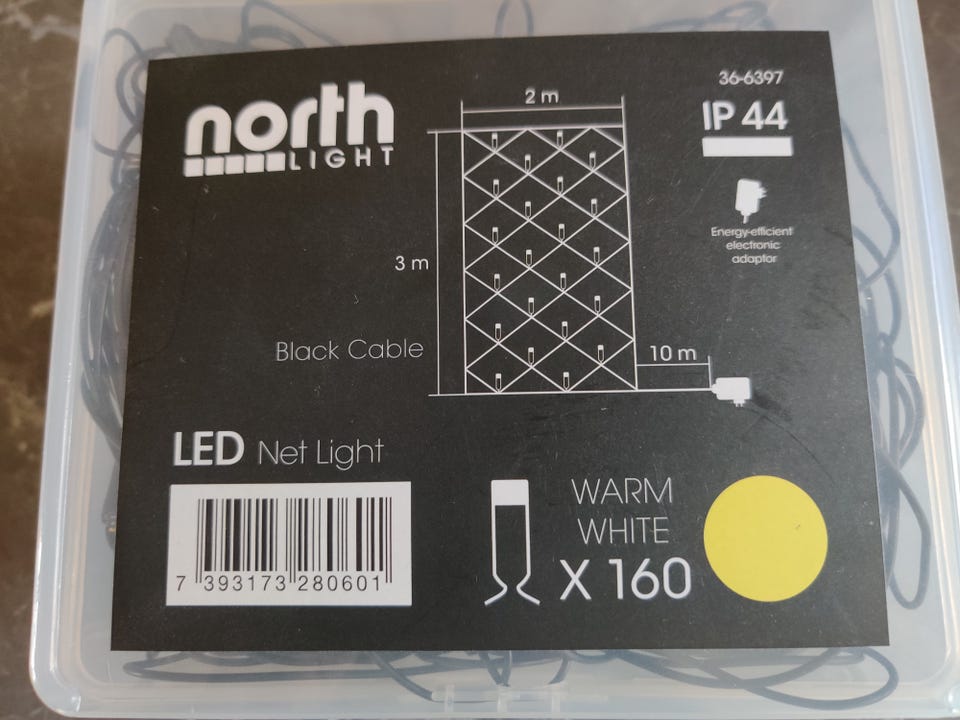 north
LIGHT
36-6397
IP 44
2 m
Energy-efficient
electronic
adaptor
3 m
Black Cable
10 m
LED Net Light
WARM
WHITE
X 160
7 393173 280601